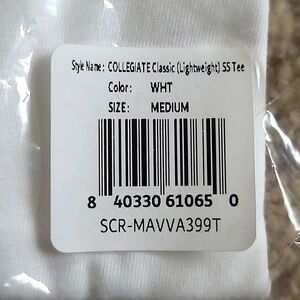 Style Name: COLLEGIATE Classic (Lightweight) SS Tee
Color: WHT
SIZE: MEDIUM
8 40330 61065 0
SCR-MAVVA399T